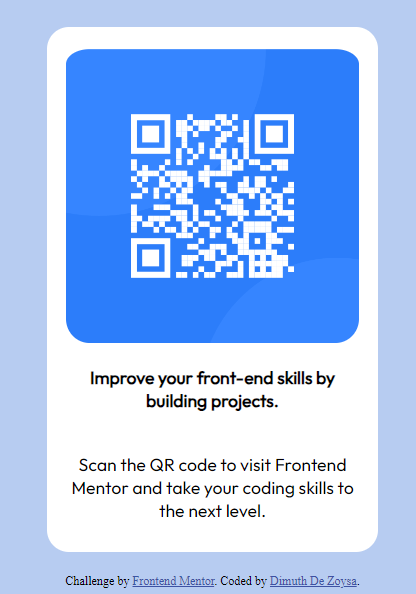 Improve your front-end skills by
building projects.
Scan the QR code to visit Frontend
Mentor and take your coding skills to
the next level.
Challenge by Frontend Mentor. Coded by Dimuth De Zoysa.